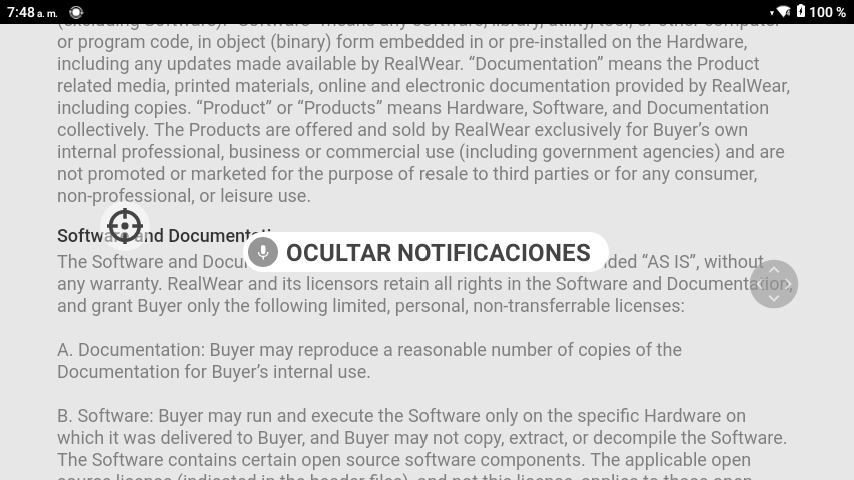 7:48 a. m.
100 %
or program code, in object (binary) form embedded in or pre-installed on the Hardware,
including any updates made available by RealWear. “Documentation” means the Product
related media, printed materials, online and electronic documentation provided by RealWear,
including copies. “Product” or “Products” means Hardware, Software, and Documentation
collectively. The Products are offered and sold by RealWear exclusively for Buyer’s own
internal professional, business or commercial use (including government agencies) and are
not promoted or marketed for the purpose of resale to third parties or for any consumer,
non-professional, or leisure use.
Software and
OCULTAR NOTIFICACIONES
The Software and “AS IS”, without
any warranty. RealWear and its licensors retain all rights in the Software and Documentation,
and grant Buyer only the following limited, personal, non-transferrable licenses:
A. Documentation: Buyer may reproduce a reasonable number of copies of the
Documentation for Buyer’s internal use.
B. Software: Buyer may run and execute the Software only on the specific Hardware on
which it was delivered to Buyer, and Buyer may not copy, extract, or decompile the Software.
The Software contains certain open source software components. The applicable open